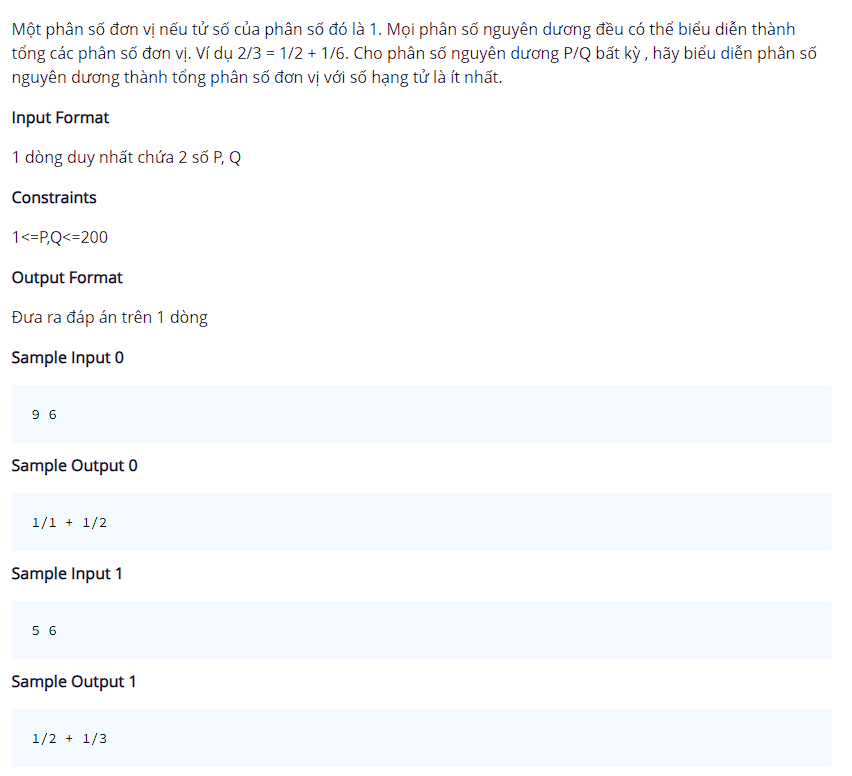 Một phân số đơn vị nếu tử số của phân số đó là 1. Mọi phân số nguyên dương đều có thể biểu diễn thành
tổng các phân số đơn vị. Ví dụ 2/3 = 1/2 + 1/6. Cho phân số nguyên dương P/Q bất kỳ , hãy biểu diễn phân số
nguyên dương thành tổng phân số đơn vị với số hạng tử là ít nhất.
Input Format
1 dòng duy nhất chứa 2 số P, Q
Constraints
1<=P,Q<=200
Output Format
Đưa ra đáp án trên 1 dòng
Sample Input 0
9 6
Sample Output 0
1/1 + 1/2
Sample Input 1
5 6
Sample Output 1
1/2 + 1/3